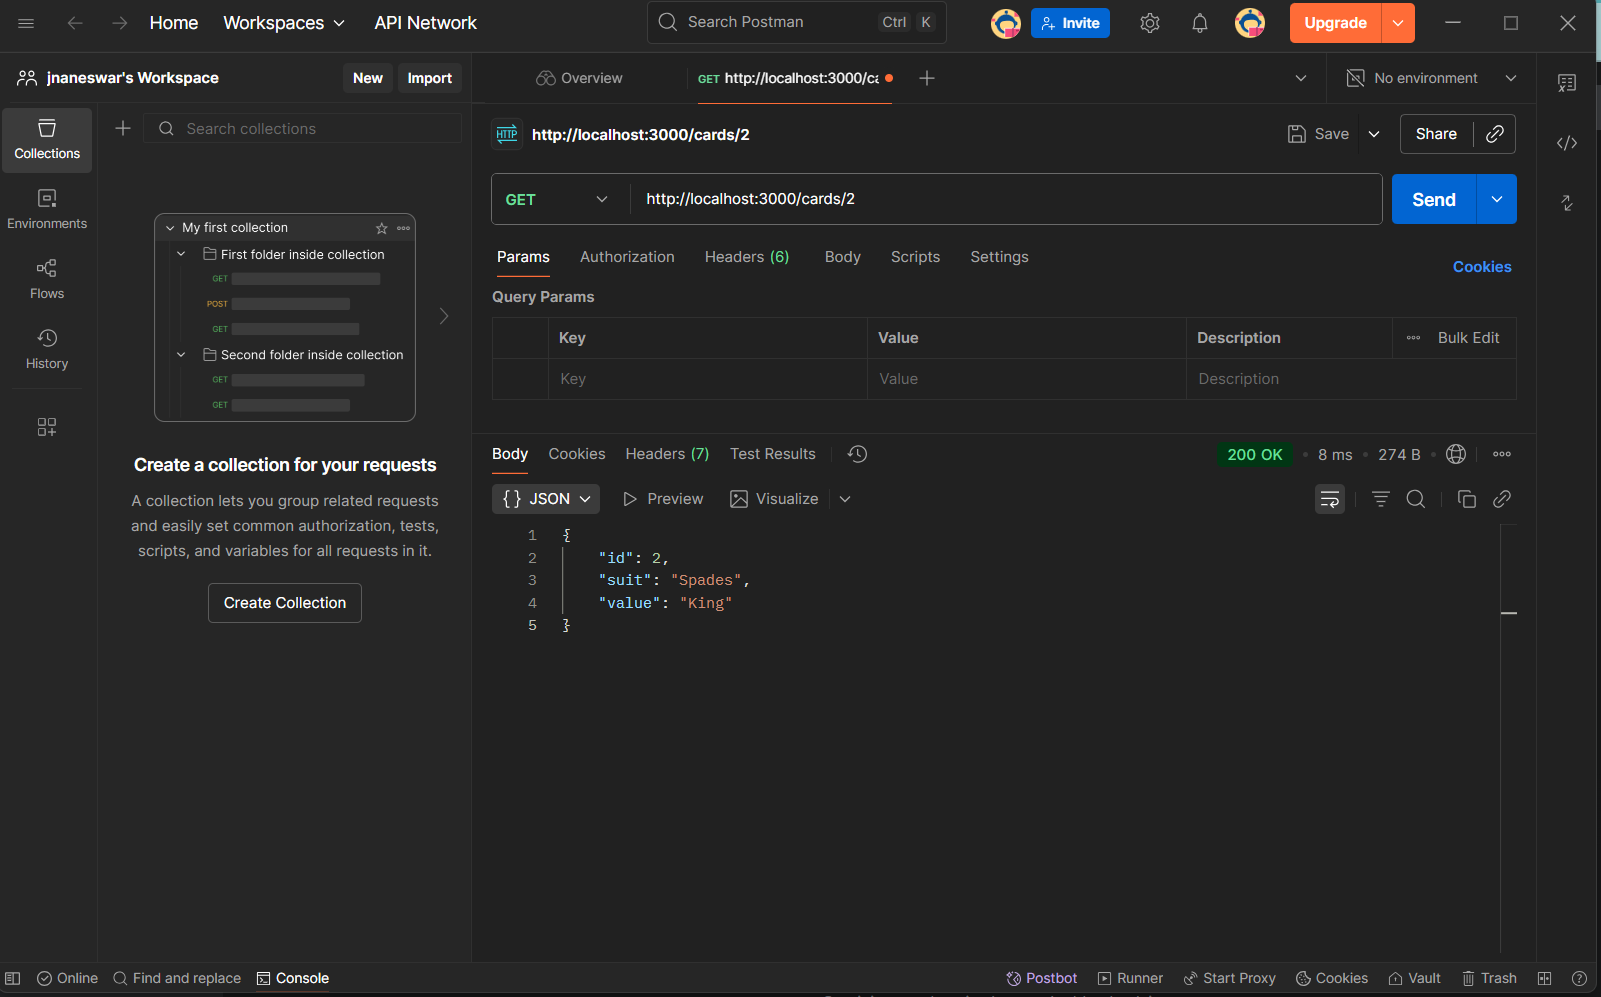 Home
Workspaces
API Network
Search Postman
Ctrl K
Invite
Upgrade
jnaneswar's Workspace
New
Import
Overview
GET http://localhost:3000/ca
No environment
Collections
Environments
Flows
History
Search collections
My first collection
First folder inside collection
GET
POST
GET
Second folder inside collection
GET
GET
Create a collection for your requests
A collection lets you group related requests
and easily set common authorization, tests,
scripts, and variables for all requests in it.
Create Collection
HTTP http://localhost:3000/cards/2
Save
Share
GET http://localhost:3000/cards/2
Send
Params Authorization Headers (6) Body Scripts Settings
Cookies
Query Params
Key Value Description Bulk Edit
Key Value Description
Body Cookies Headers (7) Test Results
200 OK • 8 ms • 274 B •
{} JSON Preview Visualize
1 {
2 "id": 2,
3 "suit": "Spades",
4 "value": "King"
5 }
Online Find and replace Console
Postbot Runner Start Proxy Cookies Vault Trash